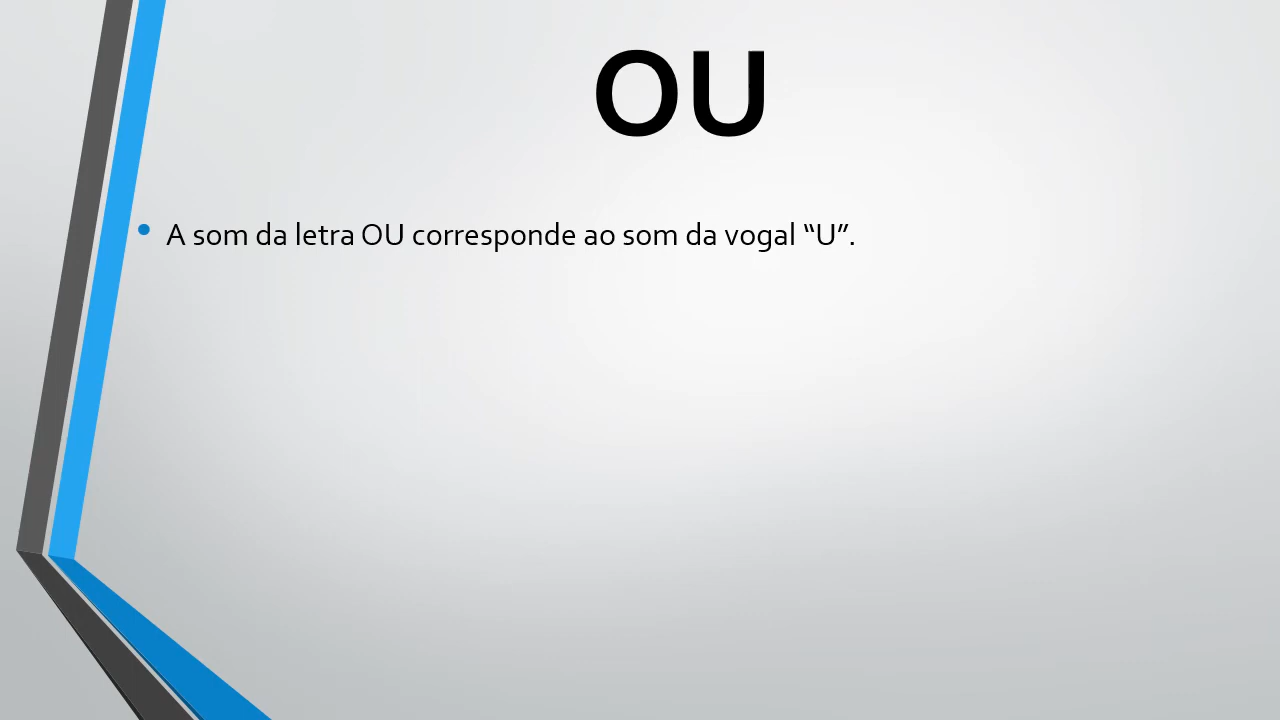 OU
• A som da letra OU corresponde ao som da vogal “U”.